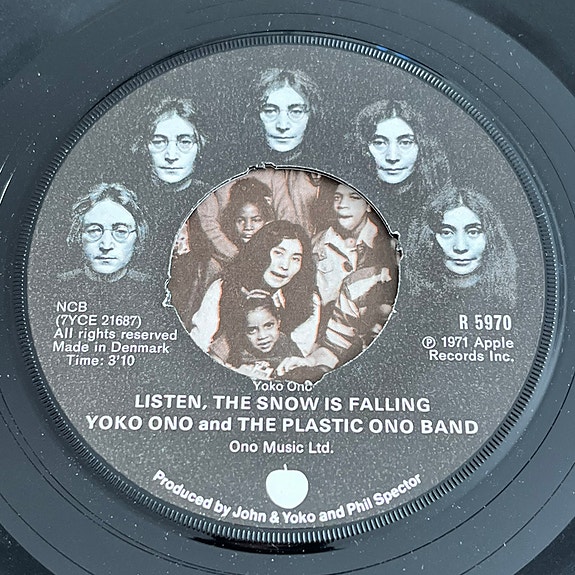 NCB
(7YCE 21687)
All rights reserved
Made in Denmark
Time: 3'10
R 5970
℗ 1971 Apple
Records Inc.
Yoko Ono
LISTEN, THE SNOW IS FALLING
YOKO ONO and THE PLASTIC ONO BAND
Ono Music Ltd.
Produced by John & Yoko and Phil Spector